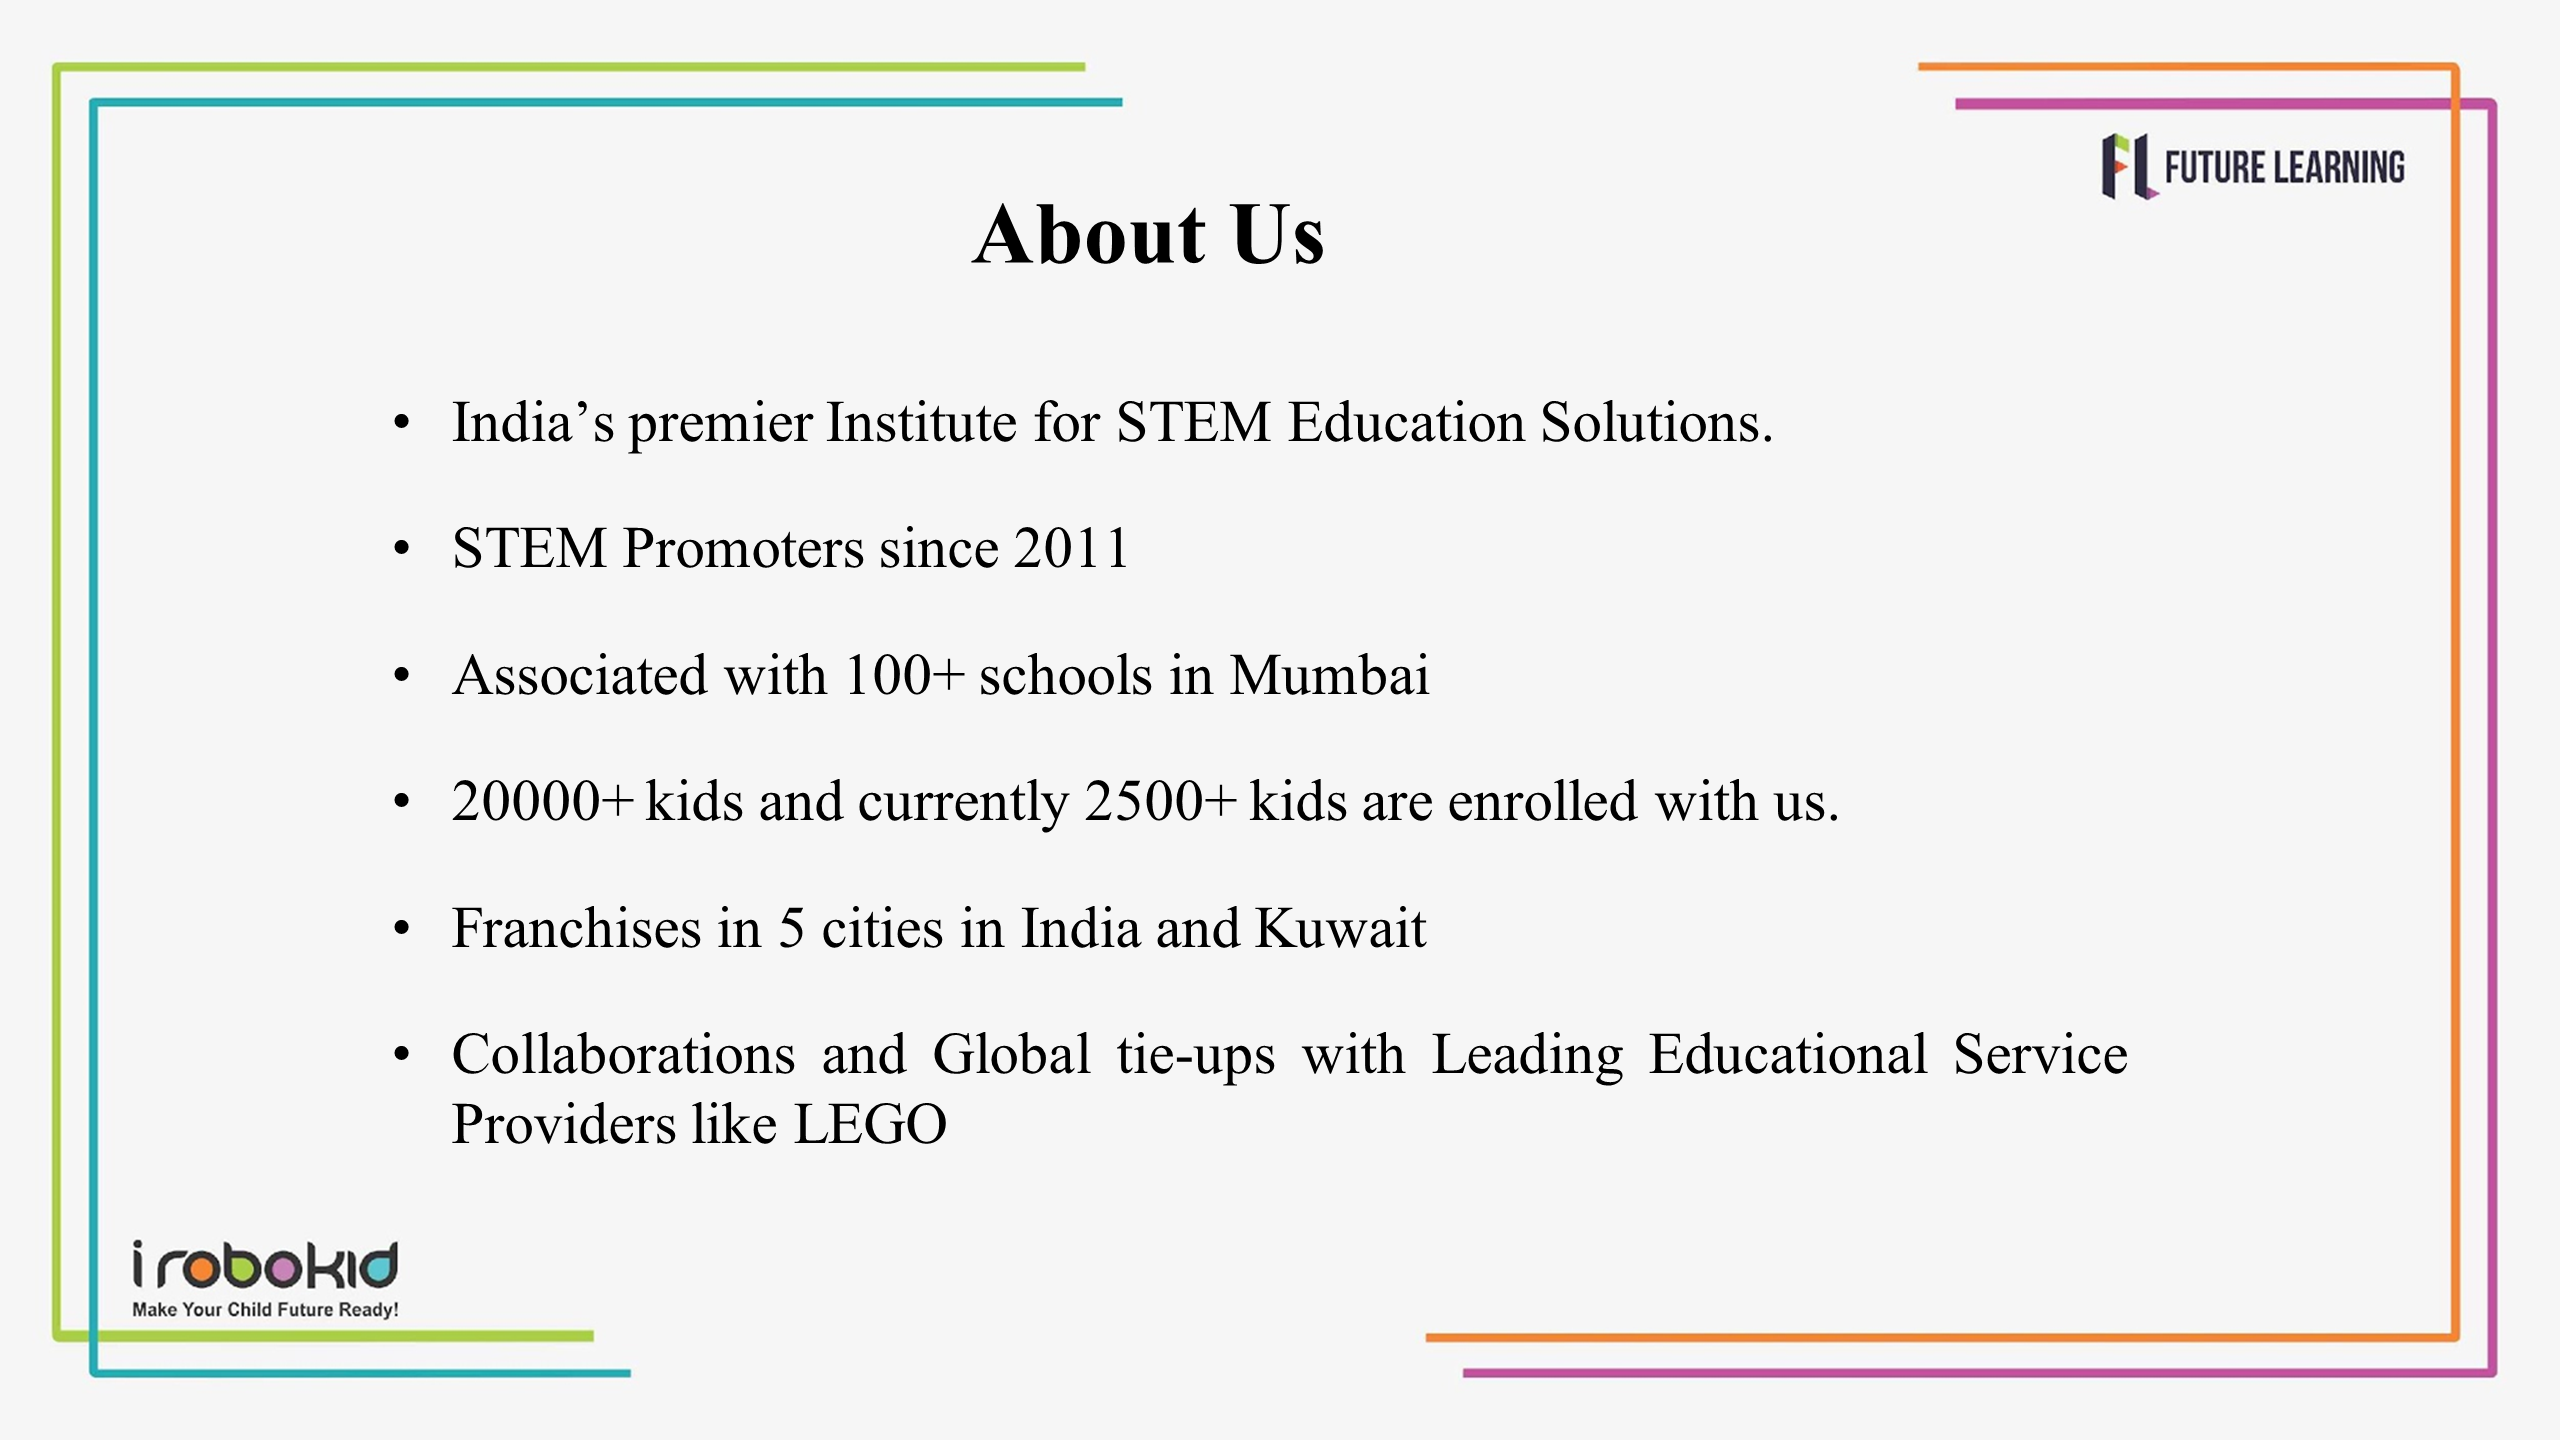 FUTURE LEARNING
About Us
• India’s premier Institute for STEM Education Solutions.
• STEM Promoters since 2011
• Associated with 100+ schools in Mumbai
• 20000+ kids and currently 2500+ kids are enrolled with us.
• Franchises in 5 cities in India and Kuwait
• Collaborations and Global tie-ups with Leading Educational Service
Providers like LEGO
i robokid
Make Your Child Future Ready!